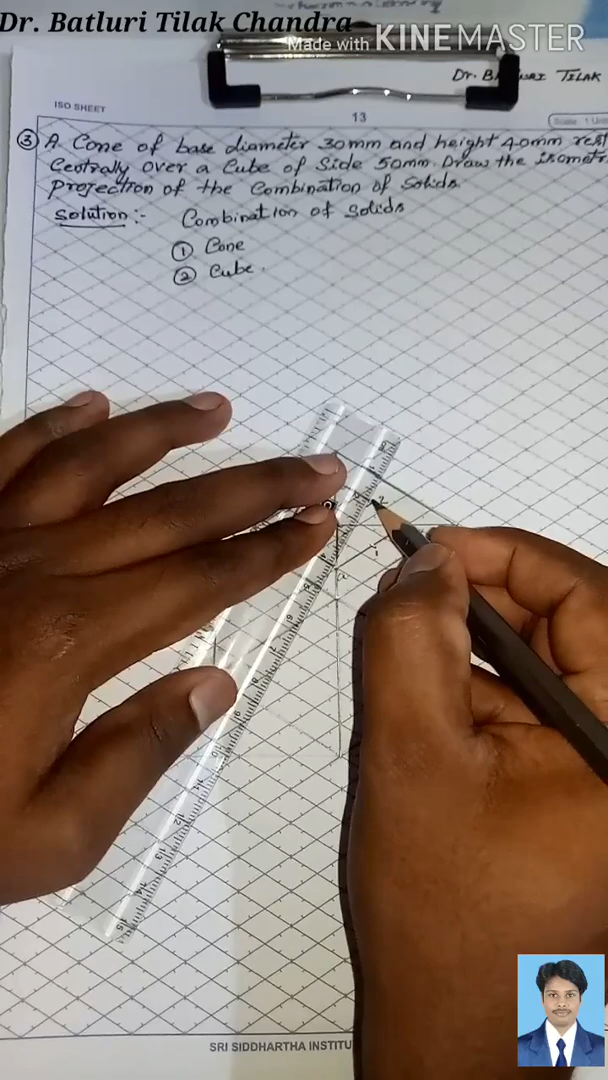 Dr. Batluri Tilak Chandra
Made with KINEMASTER
ISO SHEET
13
③ A Cone of base diameter 30mm and height 40mm rest
Centrally over a Cube of Side 50mm. Draw the isomet
projection of the Combination of Solids.
Solution :- Combination of Solids
① Cone
② Cube.
SRI SIDDHARTHA INSTITU